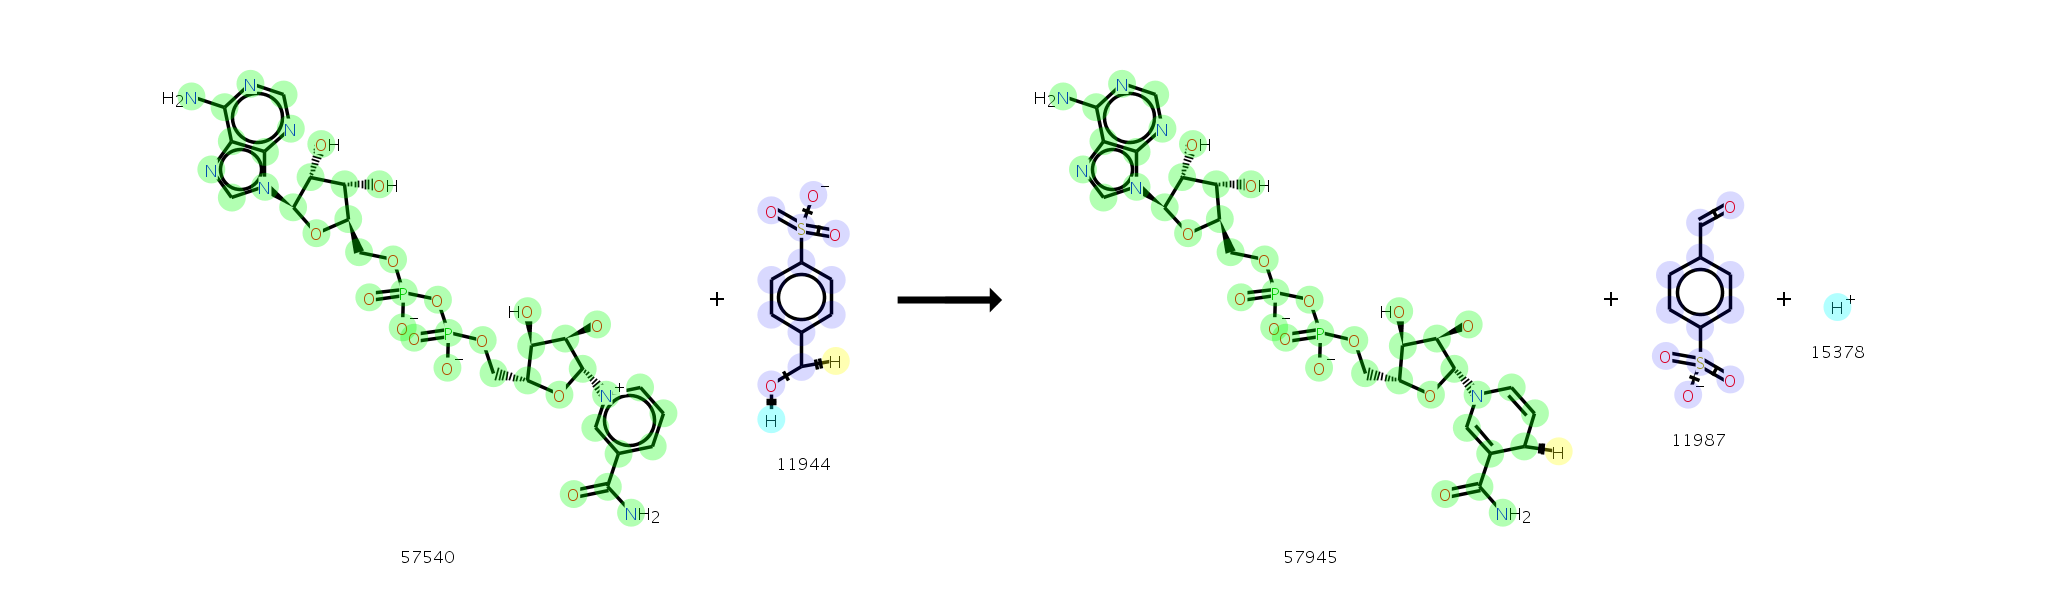 H2N N N N N OH OH O O O P O O⁻ O O P O O⁻ HO O O N⁺ O NH2
57540
+
O⁻ O S O O H H
11944
H2N N N N N OH OH O O O P O O⁻ O O P O O⁻ HO O O N H O NH2
57945
+
O O S O O⁻
11987
+
H⁺
15378